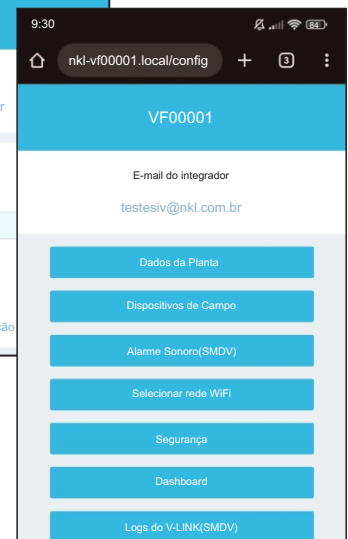 9:30
84
nkl-vf00001.local/config
3
VF00001
E-mail do integrador
testesiv@nkl.com.br
Dados da Planta
Dispositivos de Campo
Alarme Sonoro(SMDV)
Selecionar rede WiFi
Segurança
Dashboard
Logs do V-LINK(SMDV)